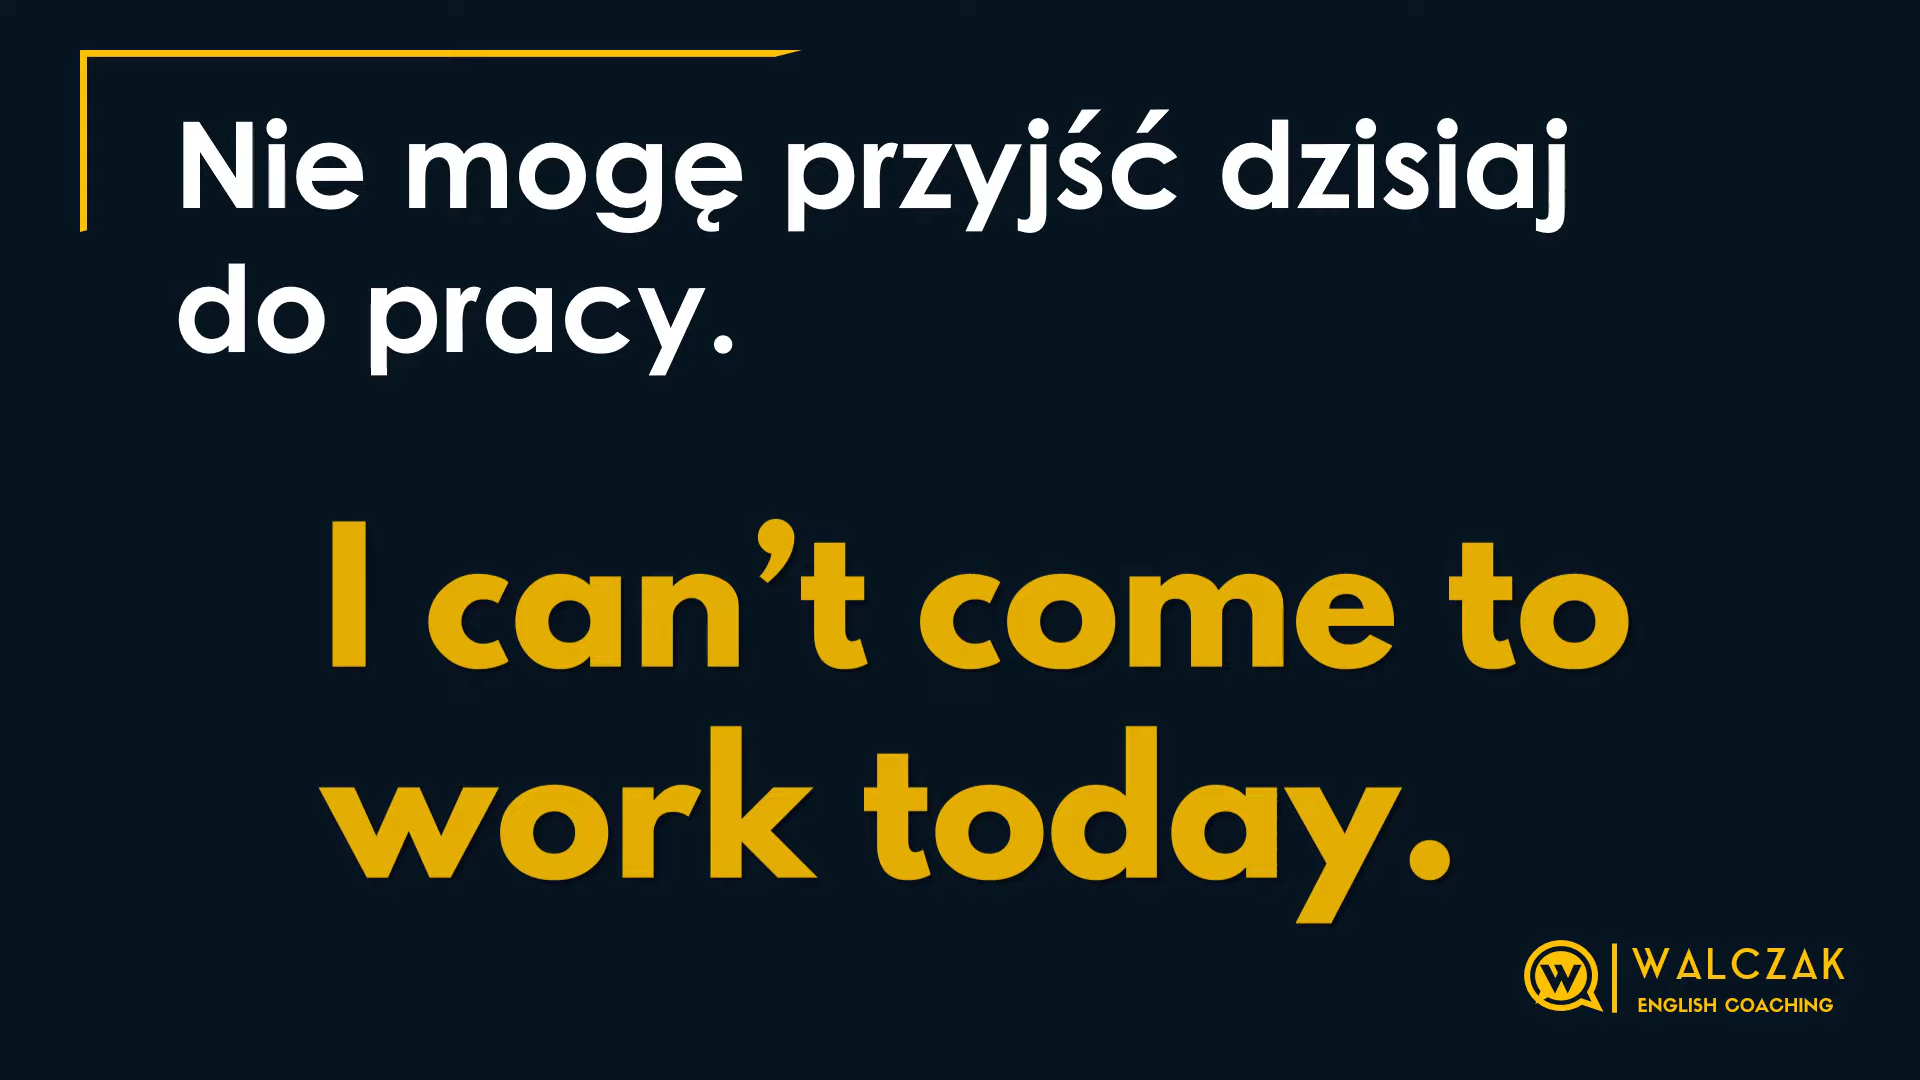 Nie mogę przyjść dzisiaj
do pracy.
I can’t come to
work today.
W
WALCZAK
ENGLISH COACHING